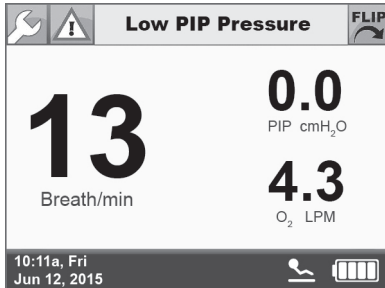 Low PIP Pressure
FLIP
13
Breath/min
0.0
PIP cmH₂O
4.3
O₂ LPM
10:11a, Fri
Jun 12, 2015